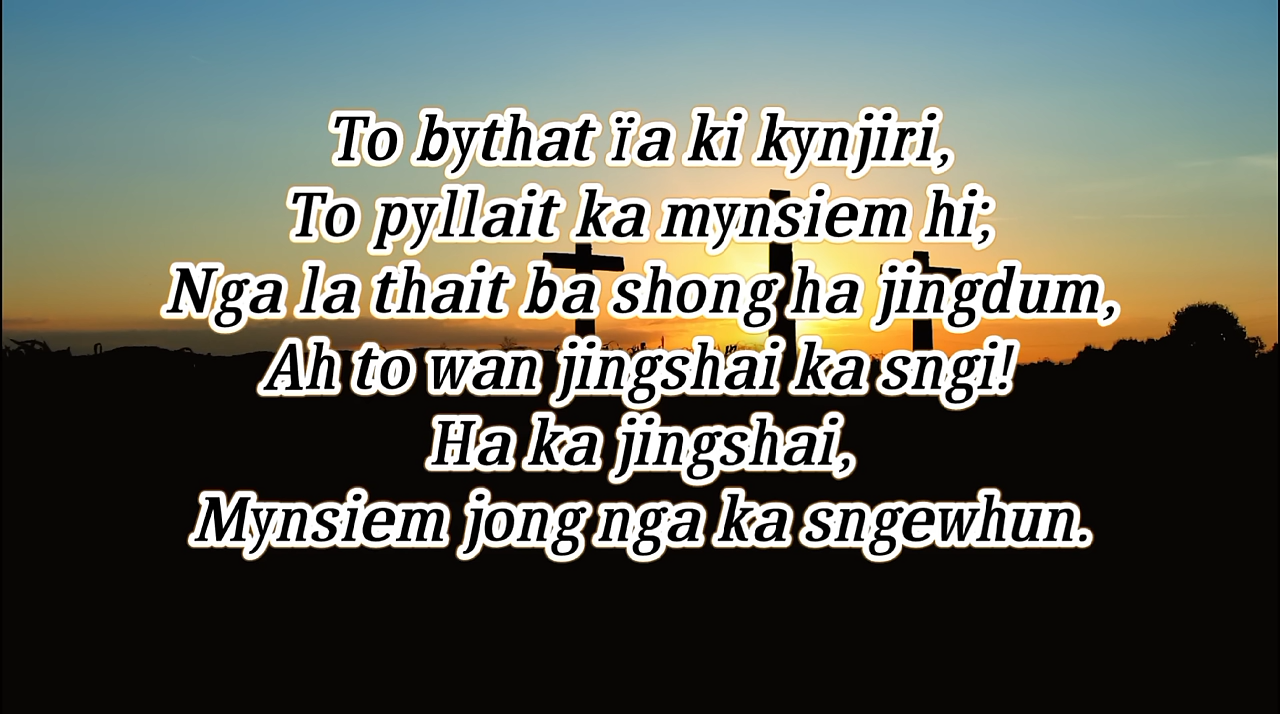 To bythat ïa ki kynjiri,
To pyllait ka mynsiem hi;
Nga la thait ba shong ha jingdum,
Ah to wan jingshai ka sngi!
Ha ka jingshai,
Mynsiem jong nga ka sngewhun.